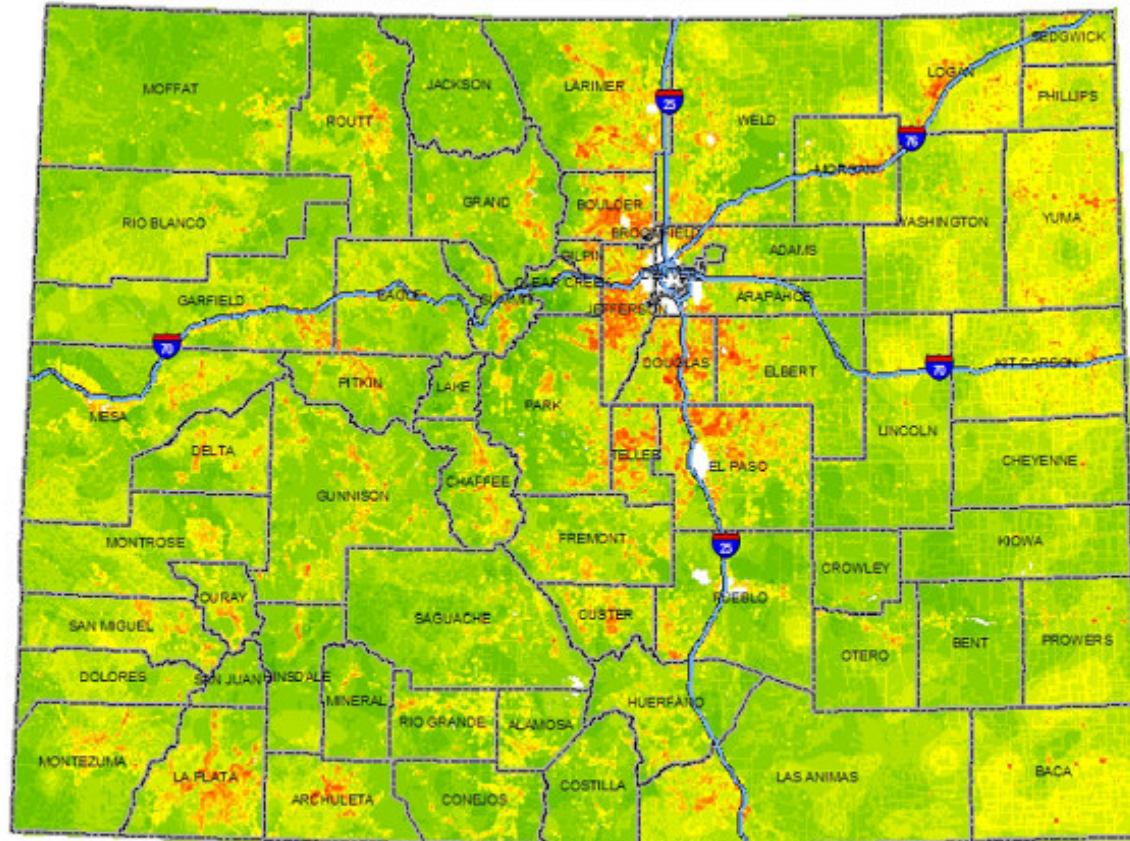 SEDGWICK
LOGAN
PHILLIPS
MOFFAT
JACKSON
LARIMER
25
WELD
ROUTT
76
MORGAN
GRAND
BOULDER
RIO BLANCO
WASHINGTON
YUMA
BROOMFIELD
ADAMS
GILPIN
CLEAR CREEK
EAGLE
GARFIELD
SUMMIT
ARAPAHOE
JEFFERSON
70
DOUGLAS
ELBERT
70
KIT CARSON
PITKIN
LAKE
PARK
MESA
LINCOLN
DELTA
TELLER
EL PASO
CHEYENNE
CHAFFEE
GUNNISON
MONTROSE
FREMONT
25
KIOWA
CROWLEY
OURAY
PUEBLO
SAGUACHE
CUSTER
SAN MIGUEL
BENT
PROWERS
OTERO
DOLORES
SAN JUAN
HINSDALE
MINERAL
HUERFANO
RIO GRANDE
ALAMOSA
MONTEZUMA
LA PLATA
ARCHULETA
CONEJOS
COSTILLA
LAS ANIMAS
BACA